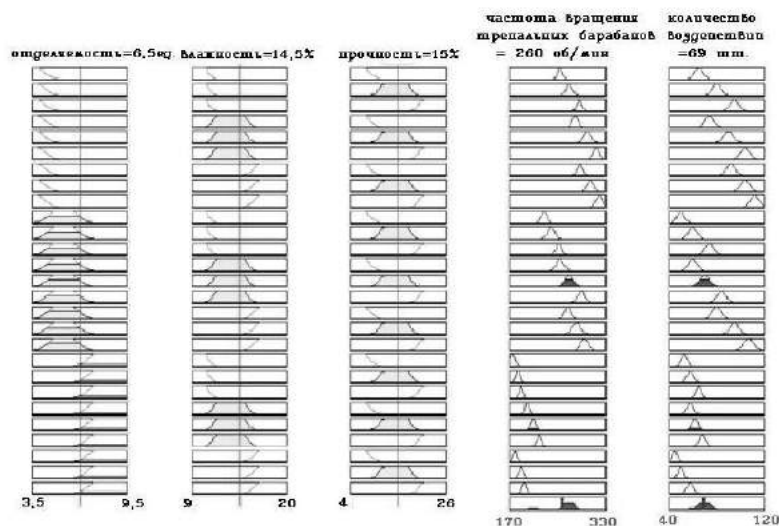 частота вращения
трепальных барабанов
= 260 об/мин
количество
воздействий
=69 шт.
отделяемость=6,5ед.
влажность=14,5%
прочность=15%
3,5 9,5 9 20 4 26
170 330 40 120